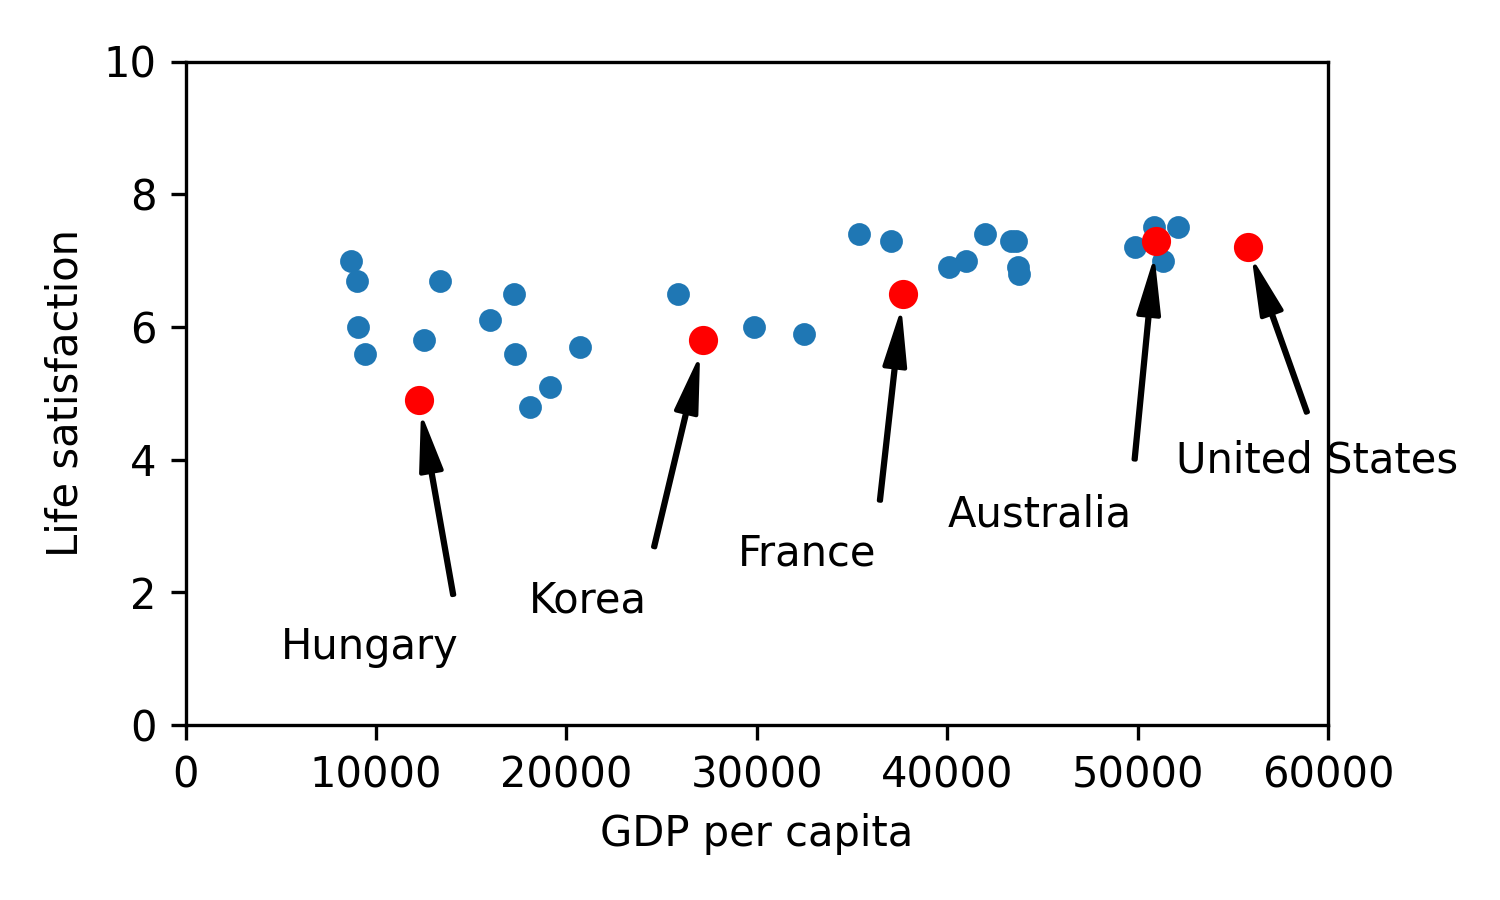 10
8
6
4
2
0
Life satisfaction
United States
Australia
France
Korea
Hungary
0 10000 20000 30000 40000 50000 60000
GDP per capita